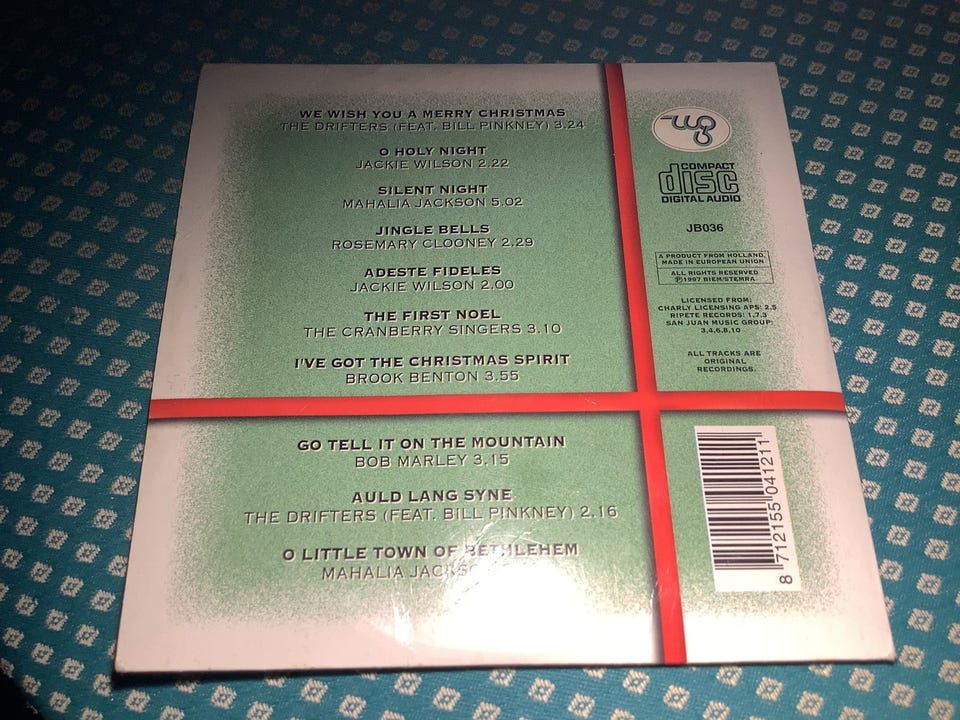 WE WISH YOU A MERRY CHRISTMAS
THE DRIFTERS (FEAT. BILL PINKNEY) 3.24
O HOLY NIGHT
JACKIE WILSON 2.22
SILENT NIGHT
MAHALIA JACKSON 5.02
JINGLE BELLS
ROSEMARY CLOONEY 2.29
ADESTE FIDELES
JACKIE WILSON 2.00
THE FIRST NOEL
THE CRANBERRY SINGERS 3.10
I'VE GOT THE CHRISTMAS SPIRIT
BROOK BENTON 3.55
GO TELL IT ON THE MOUNTAIN
BOB MARLEY 3.15
AULD LANG SYNE
THE DRIFTERS (FEAT. BILL PINKNEY) 2.16
O LITTLE TOWN OF BETHLEHEM
MAHALIA JACKSO
COMPACT
disc
DIGITAL AUDIO
JB036
A PRODUCT FROM HOLLAND,
MADE IN EUROPEAN UNION
ALL RIGHTS RESERVED
Ⓟ1997 BIEM/STEMRA
LICENSED FROM:
CHARLY LICENSING APS: 2,5
RIPETE RECORDS: 1,7,3
SAN JUAN MUSIC GROUP:
3,4,6,8,10
ALL TRACKS ARE
ORIGINAL
RECORDINGS.
8 712155 041211